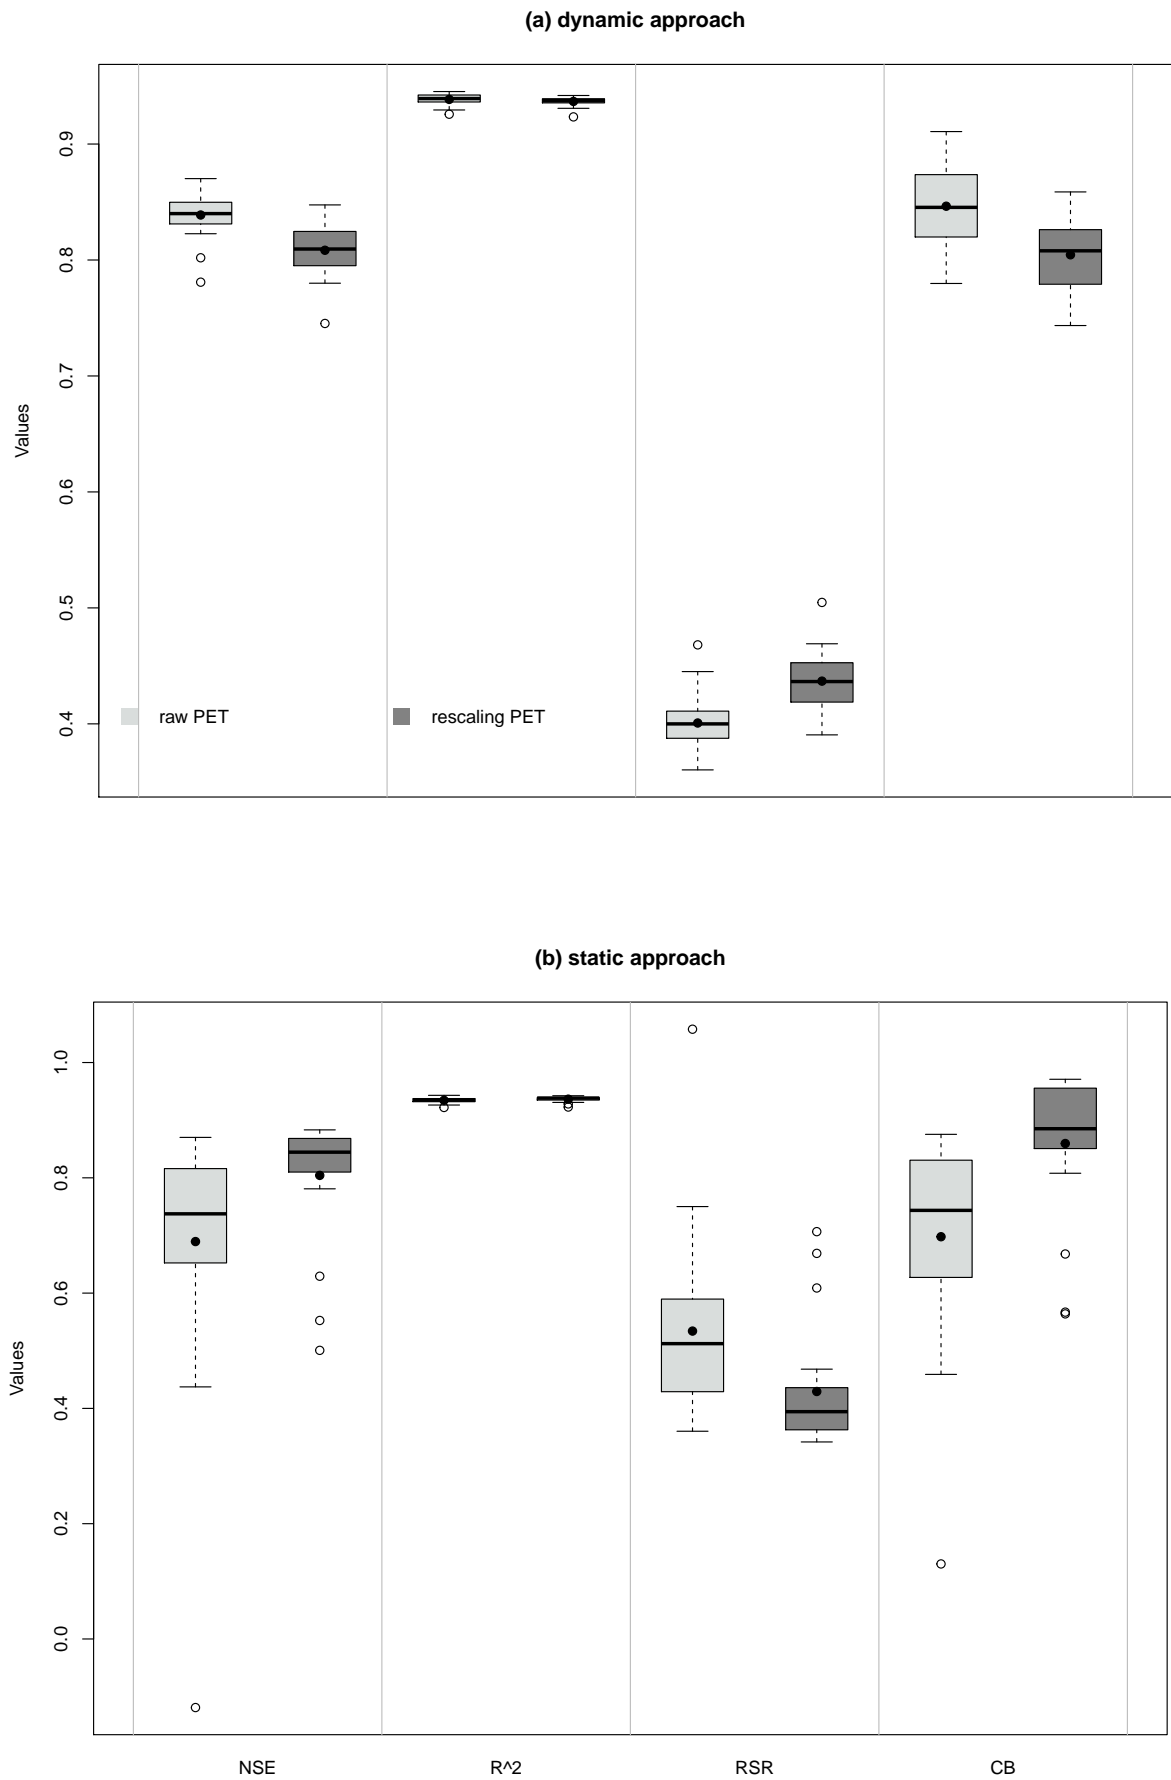 (a) dynamic approach
0.9
0.8
0.7
Values
0.6
0.5
0.4
raw PET
rescaling PET
(b) static approach
1.0
0.8
0.6
Values
0.4
0.2
0.0
NSE R^2 RSR CB